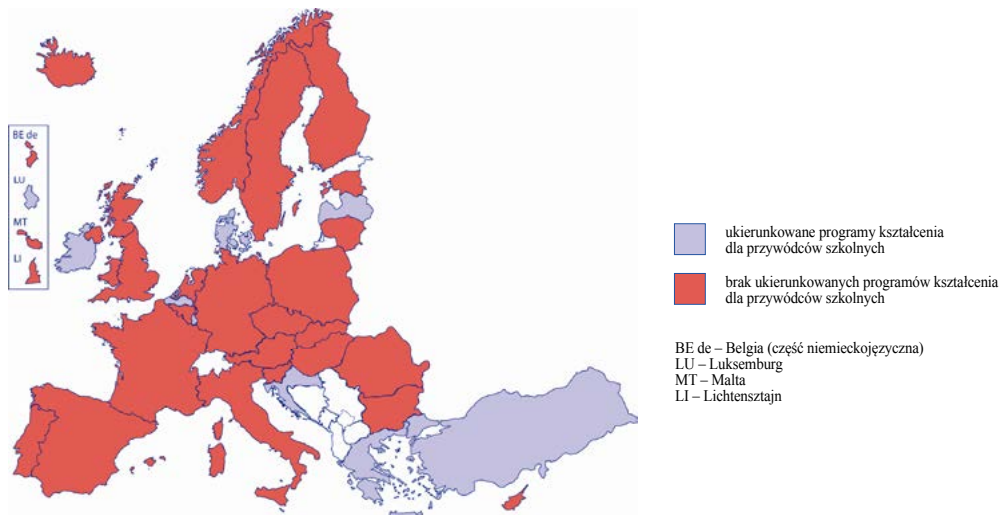 BE de
LU
MT
LI
ukierunkowane programy kształcenia
dla przywódców szkolnych
brak ukierunkowanych programów kształcenia
dla przywódców szkolnych
BE de – Belgia (część niemieckojęzyczna)
LU – Luksemburg
MT – Malta
LI – Lichtensztajn